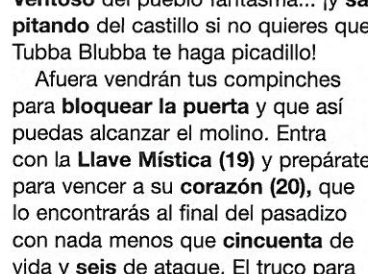 ventoso del pueblo fantasma... ¡y sa
pitando del castillo si no quieres que
Tubba Blubba te haga picadillo!
Afuera vendrán tus compinches
para bloquear la puerta y que así
puedas alcanzar el molino. Entra
con la Llave Mística (19) y prepárate
para vencer a su corazón (20), que
lo encontrarás al final del pasadizo
con nada menos que cincuenta de
vida y seis de ataque. El truco para